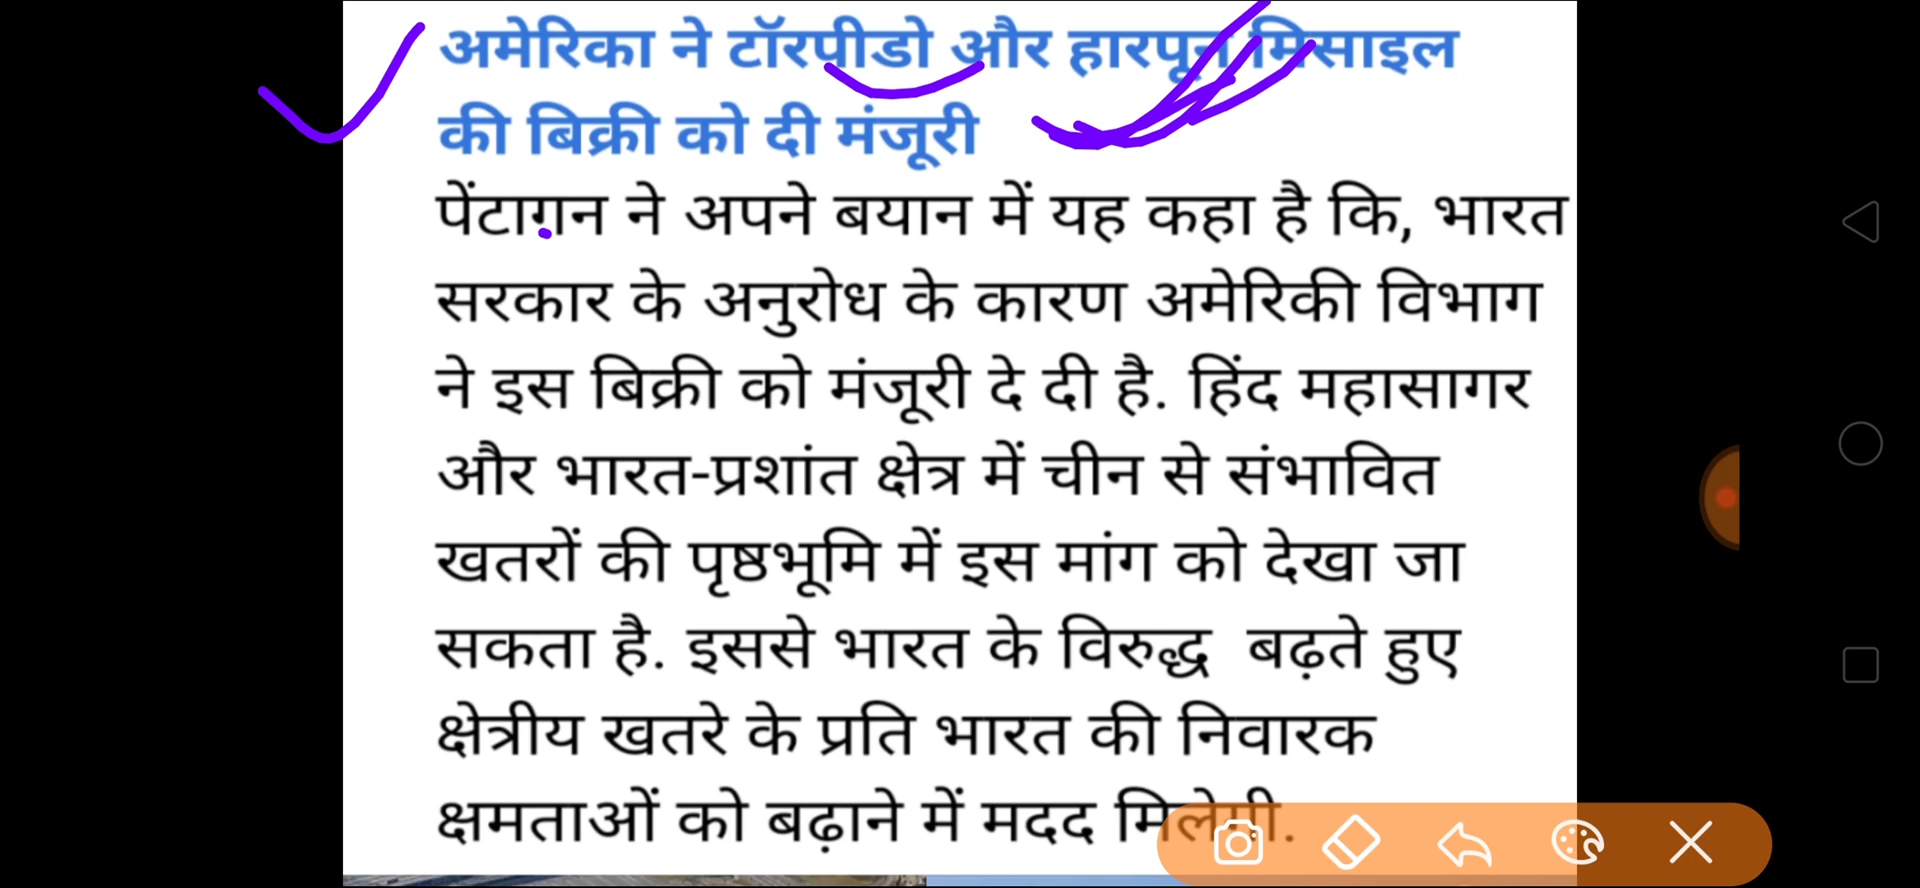 अमेरिका ने टॉरपीडो और हारपून मिसाइल
की बिक्री को दी मंजूरी
पेंटागन ने अपने बयान में यह कहा है कि, भारत
सरकार के अनुरोध के कारण अमेरिकी विभाग
ने इस बिक्री को मंजूरी दे दी है. हिंद महासागर
और भारत-प्रशांत क्षेत्र में चीन से संभावित
खतरों की पृष्ठभूमि में इस मांग को देखा जा
सकता है. इससे भारत के विरुद्ध बढ़ते हुए
क्षेत्रीय खतरे के प्रति भारत की निवारक
क्षमताओं को बढ़ाने में मदद मिलेगी.